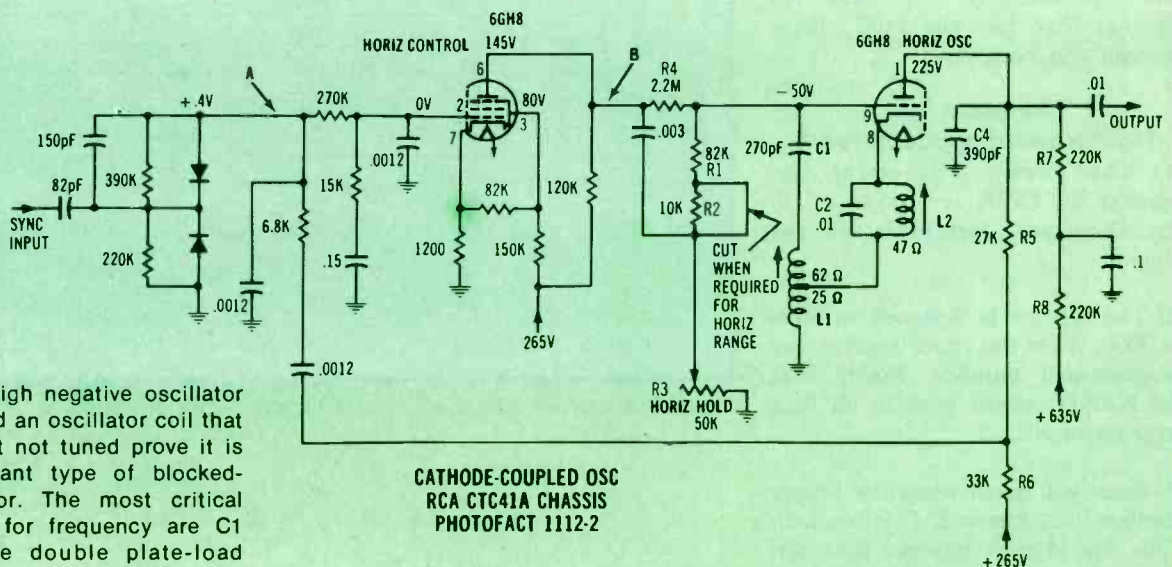 6GH8
HORIZ CONTROL 145V
6
6GH8 HORIZ OSC
1
225V
A
B
R4
2.2M
+.4V
270K
0V
2
80V
3
7
-50V
9
8
.01
OUTPUT
150pF
390K
82pF
SYNC
INPUT
220K
.0012
15K
.0012
6.8K
.15
82K
1200
150K
120K
.003
82K
R1
10K
R2
270pF
C1
C2
.01
L2
47 Ω
C4
390pF
R7
220K
R5
27K
.1
R8
220K
CUT
WHEN
REQUIRED
FOR
HORIZ
RANGE
62 Ω
25 Ω
L1
265V
.0012
R3
HORIZ HOLD
50K
+635V
33K
R6
+265V
CATHODE-COUPLED OSC
RCA CTC41A CHASSIS
PHOTOFACT 1112-2
igh negative oscillator
d an oscillator coil that
t not tuned prove it is
ant type of blocked-
or. The most critical
for frequency are C1
e double plate-load